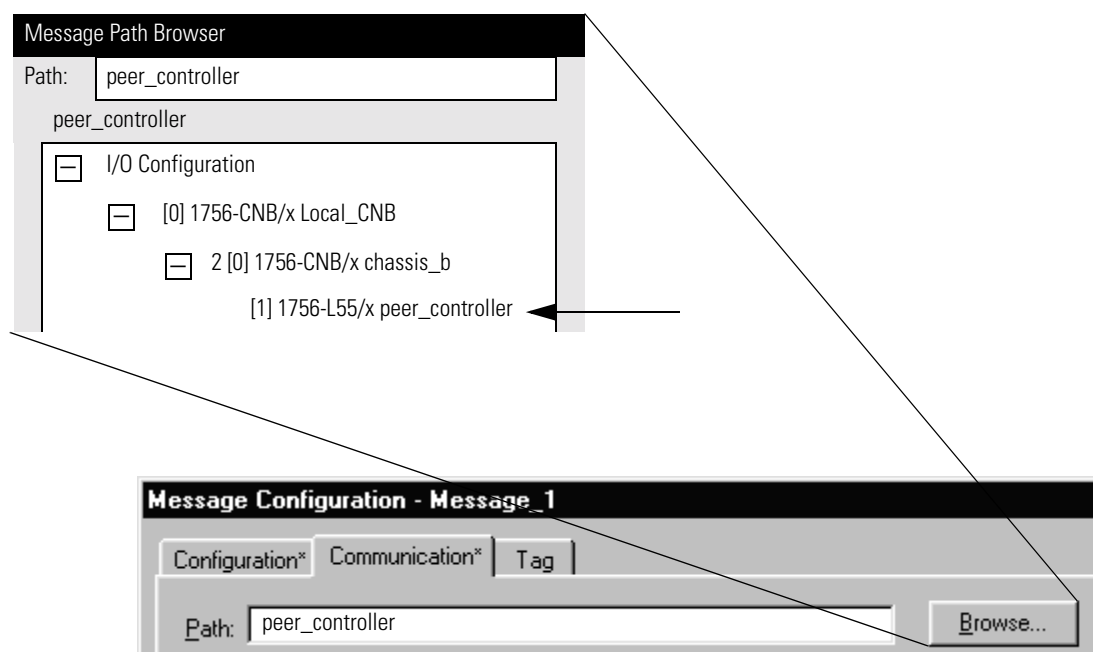 Message Path Browser
Path: peer_controller
peer_controller
I/O Configuration
[0] 1756-CNB/x Local_CNB
2 [0] 1756-CNB/x chassis_b
[1] 1756-L55/x peer_controller
Message Configuration - Message_1
Configuration* Communication* Tag
Path: peer_controller Browse...